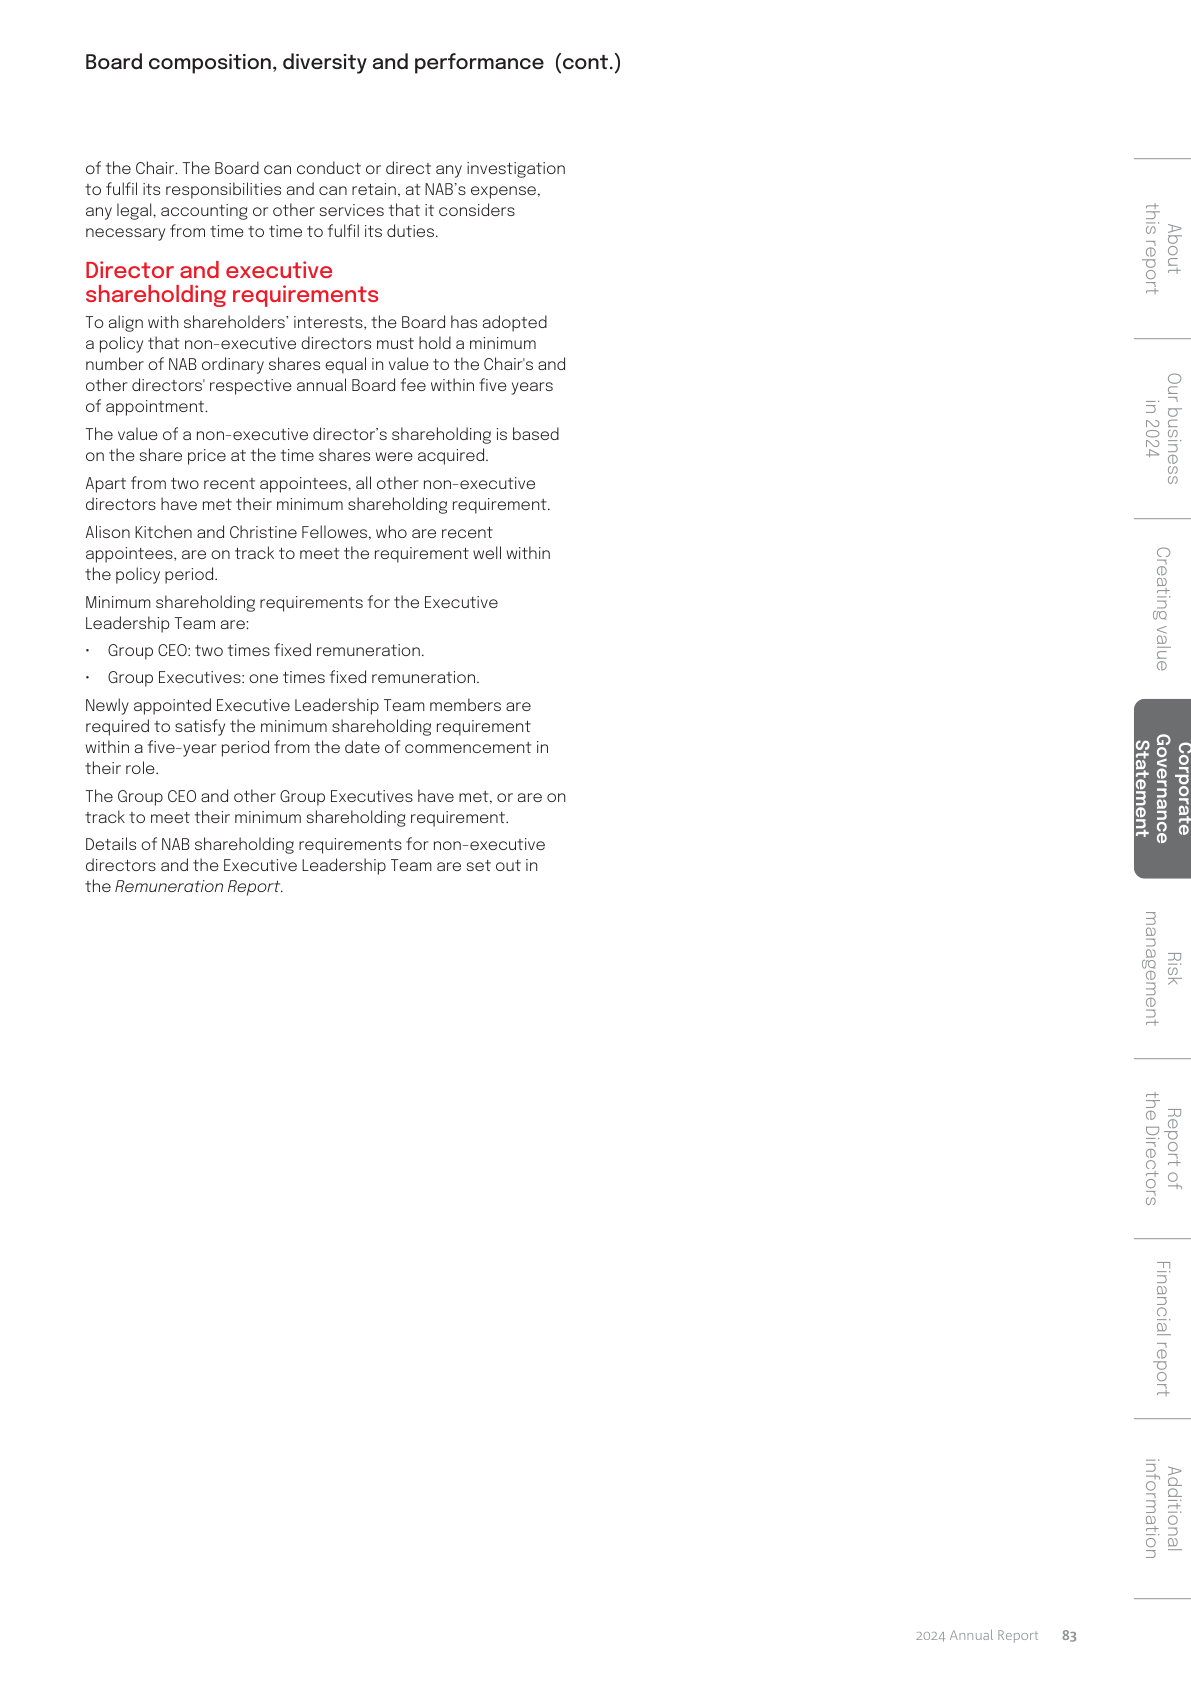 Board composition, diversity and performance (cont.)
of the Chair. The Board can conduct or direct any investigation
to fulfil its responsibilities and can retain, at NAB’s expense,
any legal, accounting or other services that it considers
necessary from time to time to fulfil its duties.
Director and executive
shareholding requirements
To align with shareholders’ interests, the Board has adopted
a policy that non-executive directors must hold a minimum
number of NAB ordinary shares equal in value to the Chair's and
other directors' respective annual Board fee within five years
of appointment.
The value of a non-executive director’s shareholding is based
on the share price at the time shares were acquired.
Apart from two recent appointees, all other non-executive
directors have met their minimum shareholding requirement.
Alison Kitchen and Christine Fellowes, who are recent
appointees, are on track to meet the requirement well within
the policy period.
Minimum shareholding requirements for the Executive
Leadership Team are:
• Group CEO: two times fixed remuneration.
• Group Executives: one times fixed remuneration.
Newly appointed Executive Leadership Team members are
required to satisfy the minimum shareholding requirement
within a five-year period from the date of commencement in
their role.
The Group CEO and other Group Executives have met, or are on
track to meet their minimum shareholding requirement.
Details of NAB shareholding requirements for non-executive
directors and the Executive Leadership Team are set out in
the Remuneration Report.
About
this report
Our business
in 2024
Creating value
Corporate
Governance
Statement
Risk
management
Report of
the Directors
Financial report
Additional
information
2024 Annual Report 83